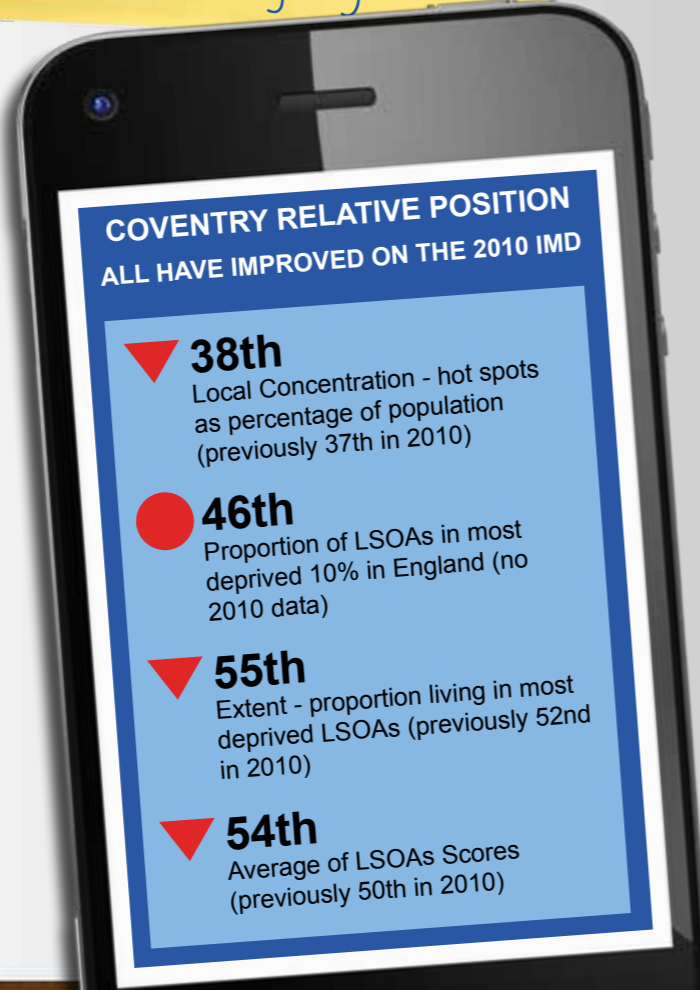 COVENTRY RELATIVE POSITION
ALL HAVE IMPROVED ON THE 2010 IMD
38th
Local Concentration - hot spots
as percentage of population
(previously 37th in 2010)
46th
Proportion of LSOAs in most
deprived 10% in England (no
2010 data)
55th
Extent - proportion living in most
deprived LSOAs (previously 52nd
in 2010)
54th
Average of LSOAs Scores
(previously 50th in 2010)